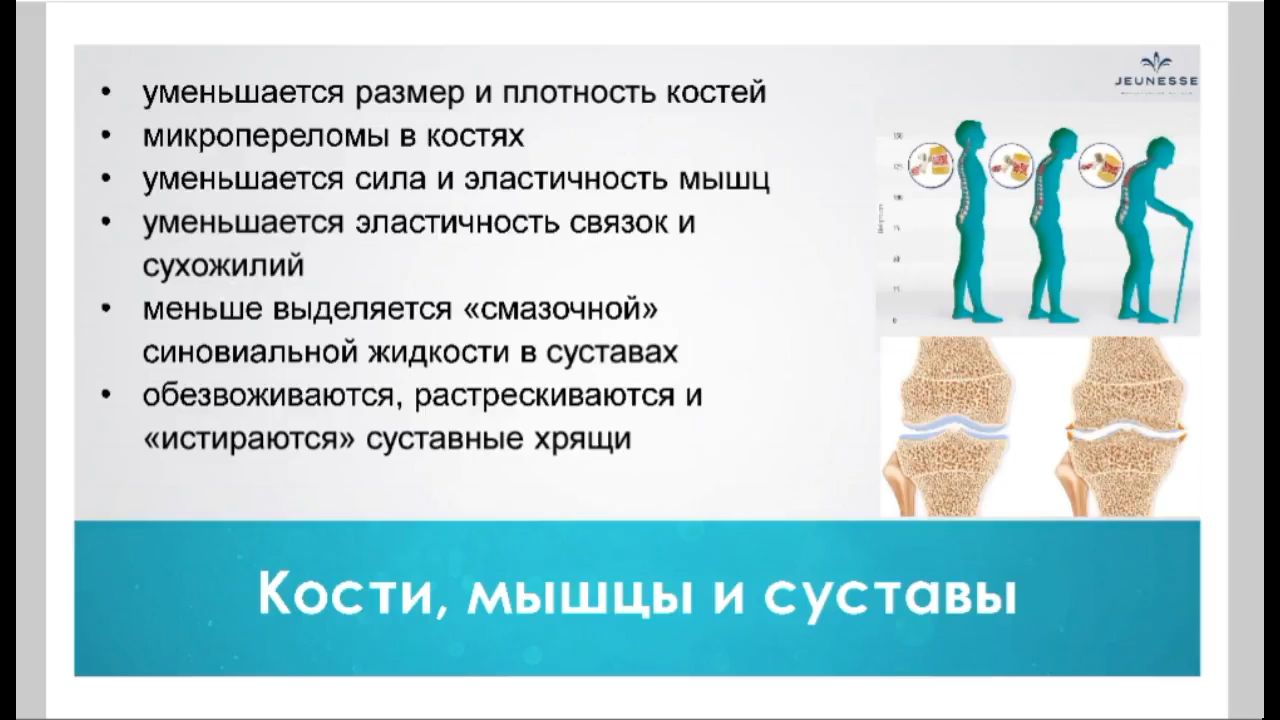 • уменьшается размер и плотность костей
• микропереломы в костях
• уменьшается сила и эластичность мышц
• уменьшается эластичность связок и
сухожилий
• меньше выделяется «смазочной»
синовиальной жидкости в суставах
• обезвоживаются, растрескиваются и
«истираются» суставные хрящи
JEUNESSE
Кости, мышцы и суставы